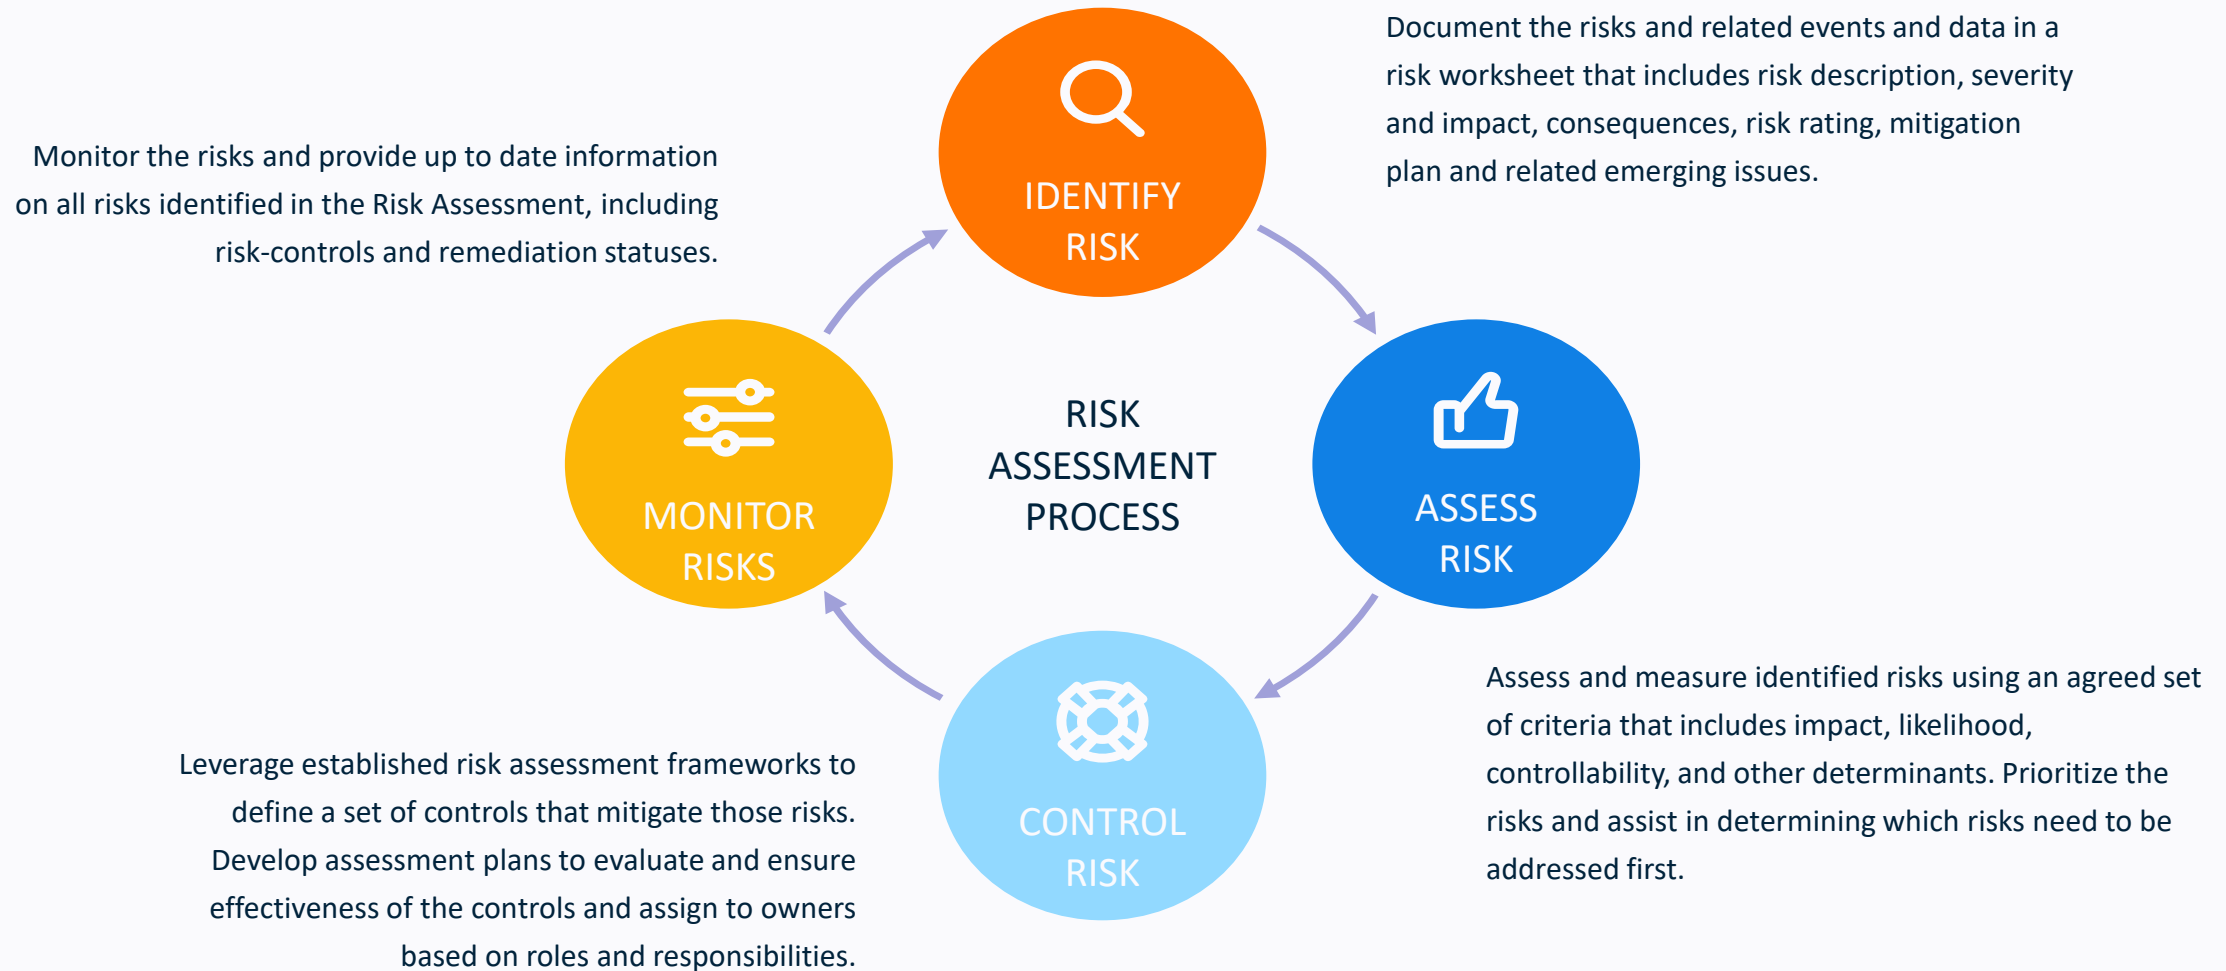 IDENTIFY
RISK
Document the risks and related events and data in a
risk worksheet that includes risk description, severity
and impact, consequences, risk rating, mitigation
plan and related emerging issues.
Monitor the risks and provide up to date information
on all risks identified in the Risk Assessment, including
risk-controls and remediation statuses.
MONITOR
RISKS
RISK
ASSESSMENT
PROCESS
ASSESS
RISK
Assess and measure identified risks using an agreed set
of criteria that includes impact, likelihood,
controllability, and other determinants. Prioritize the
risks and assist in determining which risks need to be
addressed first.
CONTROL
RISK
Leverage established risk assessment frameworks to
define a set of controls that mitigate those risks.
Develop assessment plans to evaluate and ensure
effectiveness of the controls and assign to owners
based on roles and responsibilities.